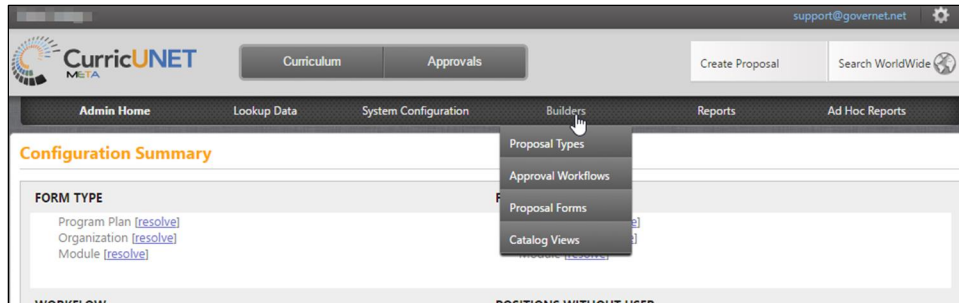 support@governet.net
CurricUNET
META
Curriculum Approvals
Create Proposal Search WorldWide
Admin Home Lookup Data System Configuration Builders Reports Ad Hoc Reports
Configuration Summary
Proposal Types
Approval Workflows
Proposal Forms
Catalog Views
FORM TYPE
Program Plan [resolve]
Organization [resolve]
Module [resolve]
WORKFLOW POSITIONS WITHOUT USER